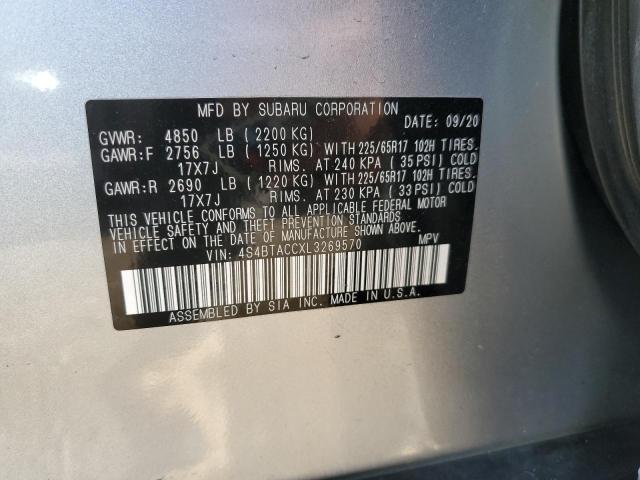 MFD BY SUBARU CORPORATION
DATE: 09/20
GVWR: 4850 LB (2200 KG)
GAWR:F 2756 LB (1250 KG) WITH 225/65R17 102H TIRES.
17X7J RIMS. AT 240 KPA (35 PSI) COLD
GAWR:R 2690 LB (1220 KG) WITH 225/65R17 102H TIRES.
17X7J RIMS. AT 230 KPA (33 PSI) COLD
THIS VEHICLE CONFORMS TO ALL APPLICABLE FEDERAL MOTOR
VEHICLE SAFETY AND THEFT PREVENTION STANDARDS
IN EFFECT ON THE DATE OF MANUFACTURE SHOWN ABOVE.
VIN: 4S4BTACCXL3269570 MPV
ASSEMBLED BY SIA INC. MADE IN U.S.A.